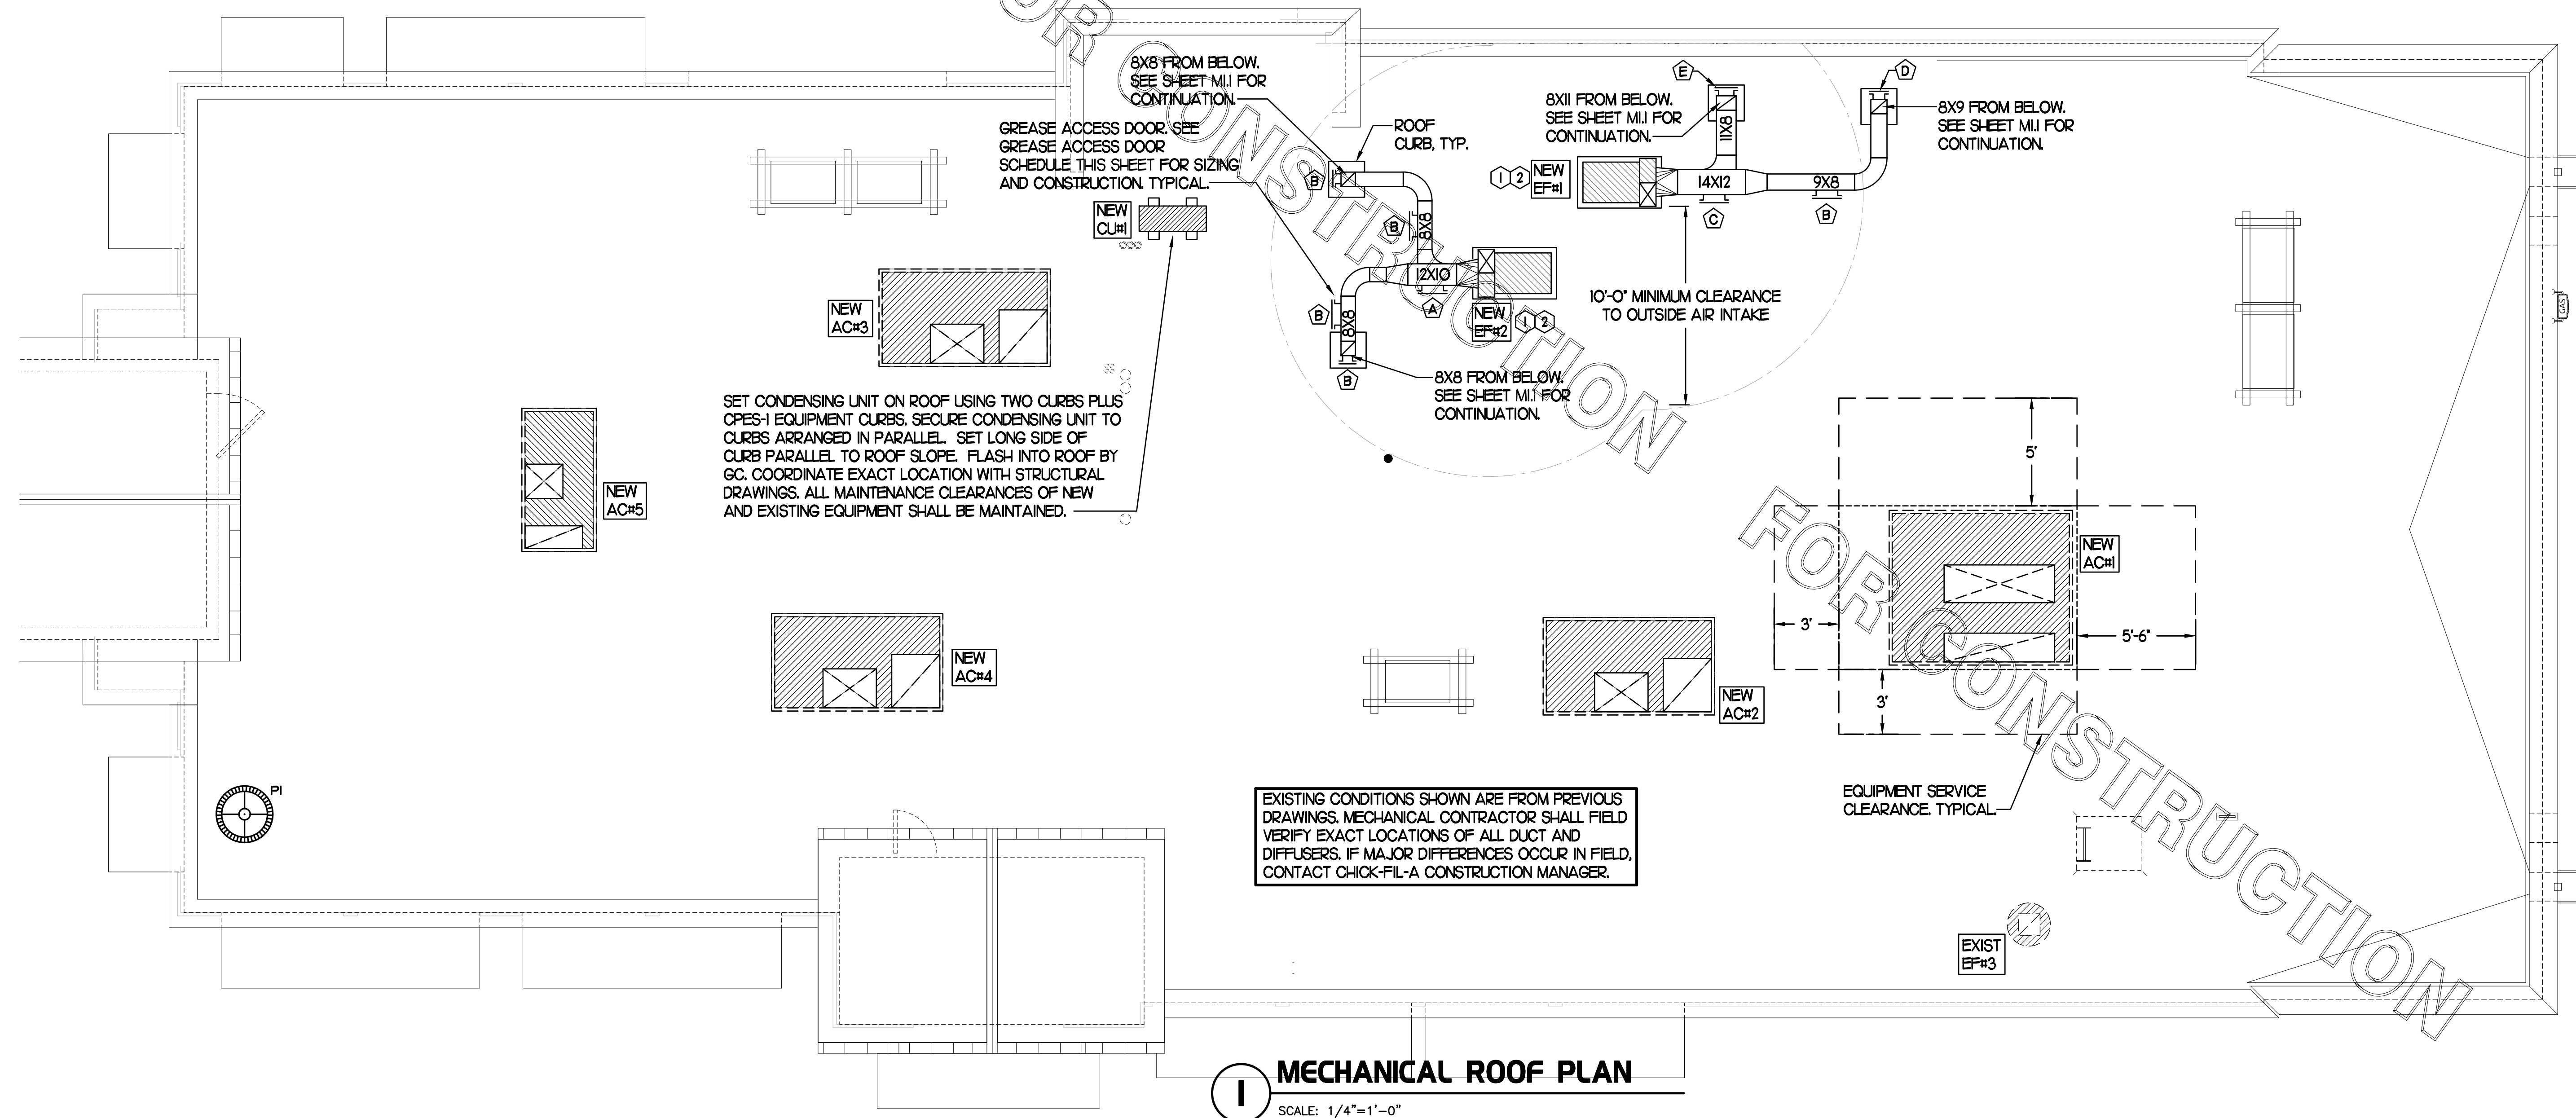 FOR CONSTRUCTION
8X8 FROM BELOW.
SEE SHEET M1.1 FOR
CONTINUATION.
GREASE ACCESS DOOR. SEE
GREASE ACCESS DOOR
SCHEDULE THIS SHEET FOR SIZING
AND CONSTRUCTION. TYPICAL.
ROOF
CURB, TYP.
8X11 FROM BELOW.
SEE SHEET M1.1 FOR
CONTINUATION.
E
11X8
D
8X9 FROM BELOW.
SEE SHEET M1.1 FOR
CONTINUATION.
1 2
NEW
EF#1
14X12
C
9X8
B
B
B
8X8
12X10
A
B
8X8
B
NEW
EF#2
1 2
8X8 FROM BELOW.
SEE SHEET M1.1 FOR
CONTINUATION.
10'-0" MINIMUM CLEARANCE
TO OUTSIDE AIR INTAKE
NEW
CU#1
NEW
AC#3
SET CONDENSING UNIT ON ROOF USING TWO CURBS PLUS
CPES-1 EQUIPMENT CURBS. SECURE CONDENSING UNIT TO
CURBS ARRANGED IN PARALLEL. SET LONG SIDE OF
CURB PARALLEL TO ROOF SLOPE. FLASH INTO ROOF BY
GC. COORDINATE EXACT LOCATION WITH STRUCTURAL
DRAWINGS. ALL MAINTENANCE CLEARANCES OF NEW
AND EXISTING EQUIPMENT SHALL BE MAINTAINED.
NEW
AC#5
NEW
AC#4
NEW
AC#2
GAS
5'
NEW
AC#1
3'
5'-6"
3'
FOR CONSTRUCTION
EQUIPMENT SERVICE
CLEARANCE. TYPICAL.
P1
EXISTING CONDITIONS SHOWN ARE FROM PREVIOUS
DRAWINGS. MECHANICAL CONTRACTOR SHALL FIELD
VERIFY EXACT LOCATIONS OF ALL DUCT AND
DIFFUSERS. IF MAJOR DIFFERENCES OCCUR IN FIELD,
CONTACT CHICK-FIL-A CONSTRUCTION MANAGER.
EXIST
EF#3
1
MECHANICAL ROOF PLAN
SCALE: 1/4"=1'-0"